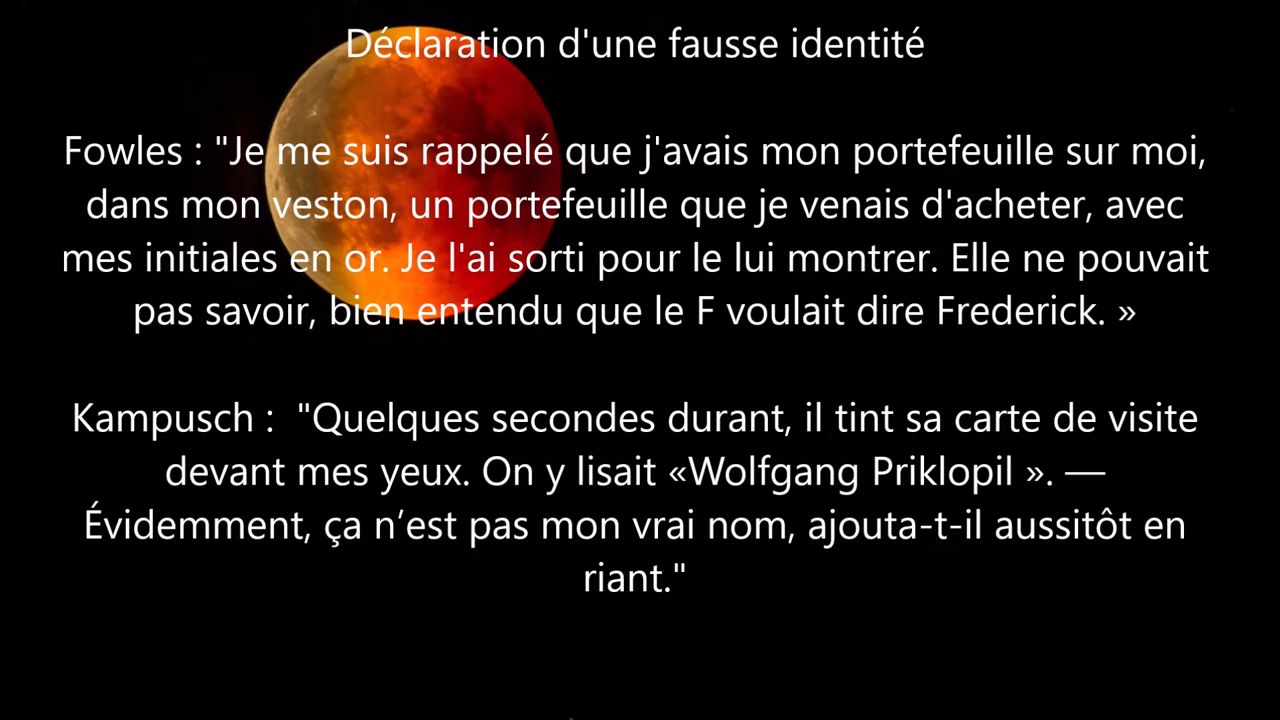 Déclaration d'une fausse identité
Fowles : "Je me suis rappelé que j'avais mon portefeuille sur moi,
dans mon veston, un portefeuille que je venais d'acheter, avec
mes initiales en or. Je l'ai sorti pour le lui montrer. Elle ne pouvait
pas savoir, bien entendu que le F voulait dire Frederick. »
Kampusch :  "Quelques secondes durant, il tint sa carte de visite
devant mes yeux. On y lisait «Wolfgang Priklopil ». —
Évidemment, ça n’est pas mon vrai nom, ajouta-t-il aussitôt en
riant."